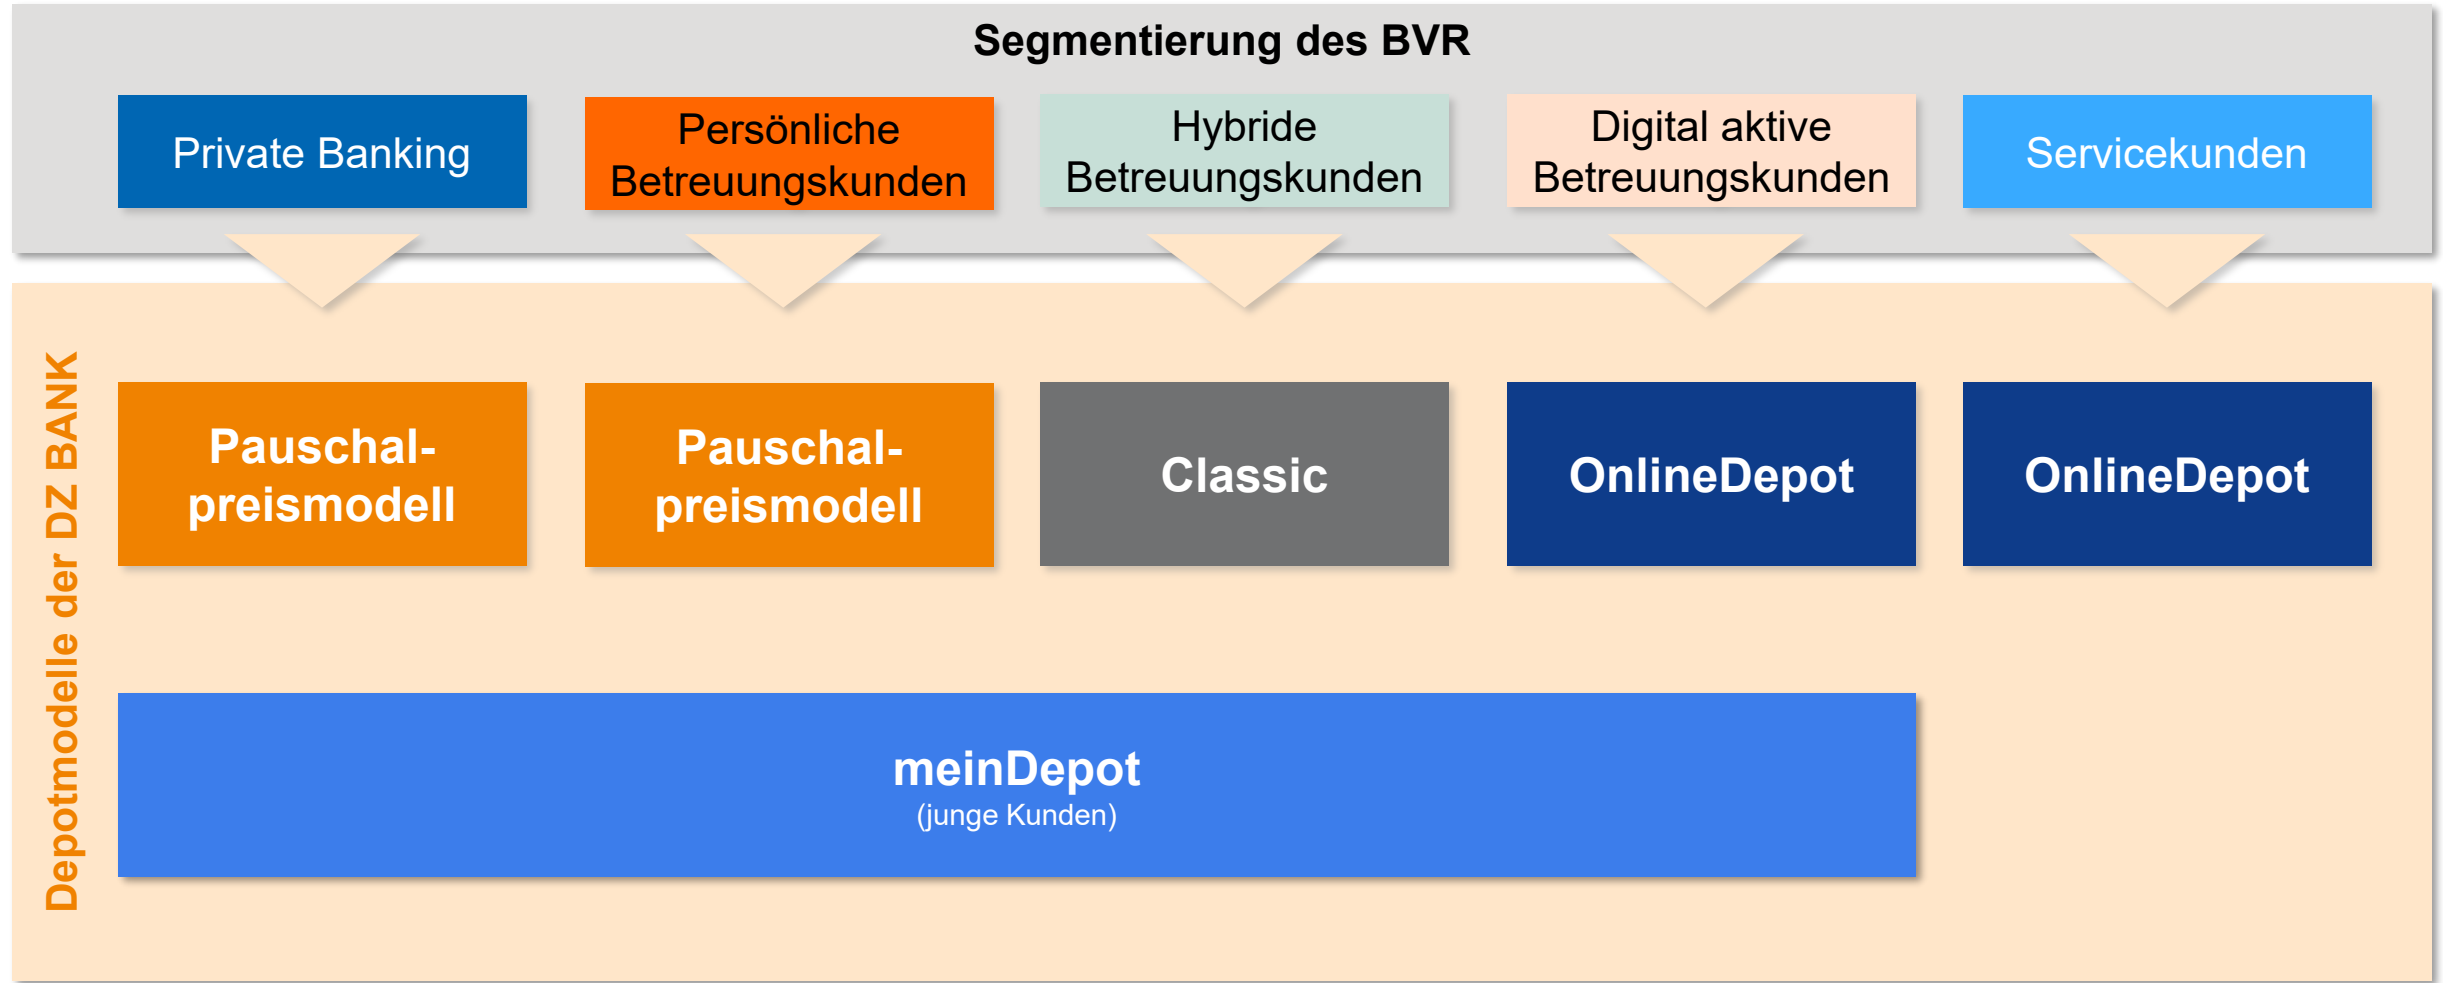 Segmentierung des BVR
Private Banking
Persönliche
Betreuungskunden
Hybride
Betreuungskunden
Digital aktive
Betreuungskunden
Servicekunden
Depotmodelle der DZ BANK
Pauschal-
preismodell
Pauschal-
preismodell
Classic
OnlineDepot
OnlineDepot
meinDepot
(junge Kunden)